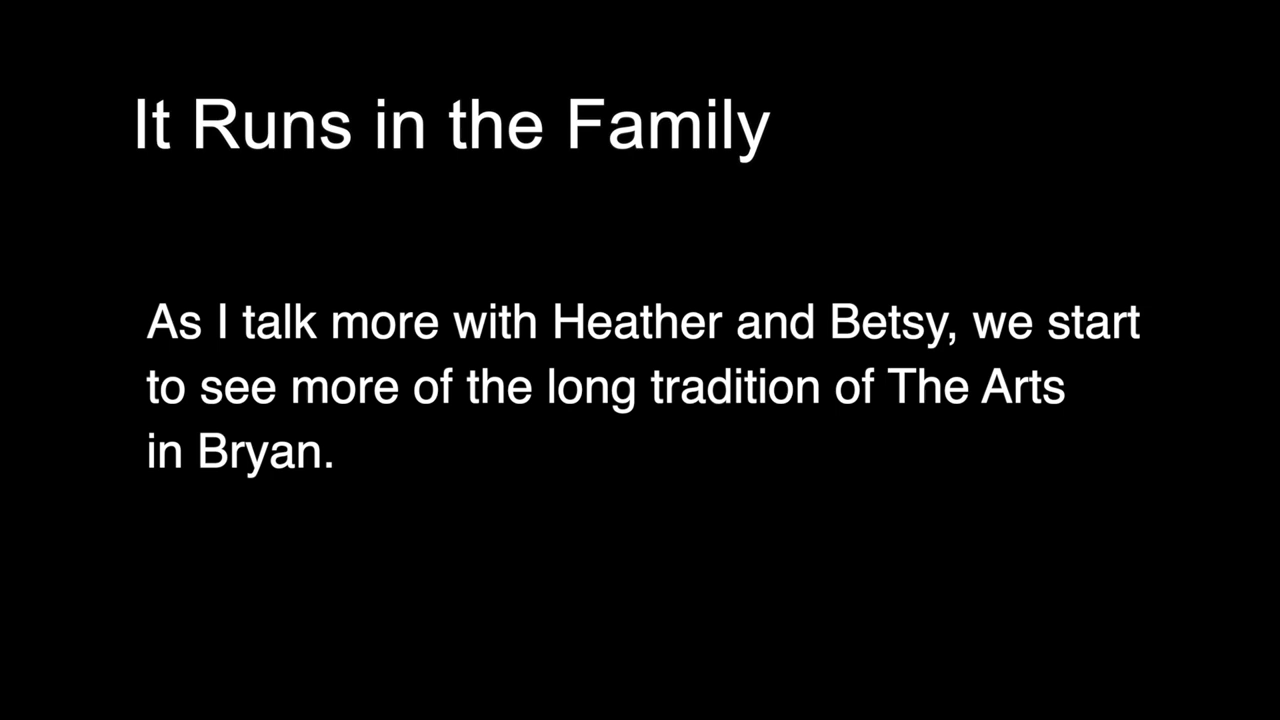 It Runs in the Family
As I talk more with Heather and Betsy, we start
to see more of the long tradition of The Arts
in Bryan.